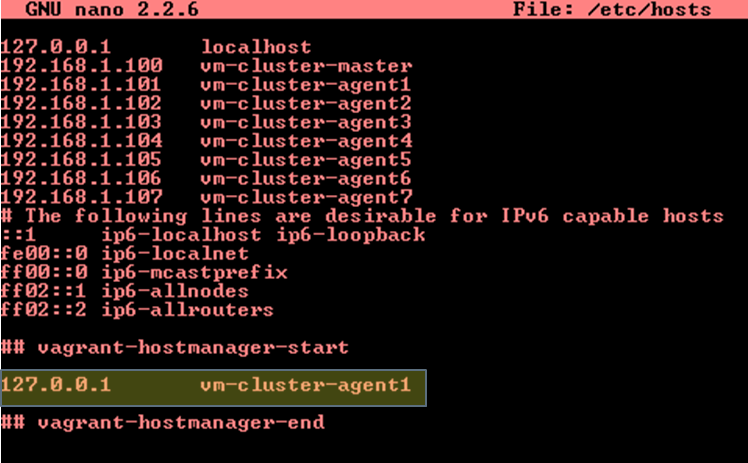 GNU nano 2.2.6 File: /etc/hosts
127.0.0.1 localhost
192.168.1.100 vm-cluster-master
192.168.1.101 vm-cluster-agent1
192.168.1.102 vm-cluster-agent2
192.168.1.103 vm-cluster-agent3
192.168.1.104 vm-cluster-agent4
192.168.1.105 vm-cluster-agent5
192.168.1.106 vm-cluster-agent6
192.168.1.107 vm-cluster-agent7
# The following lines are desirable for IPv6 capable hosts
::1 ip6-localhost ip6-loopback
fe00::0 ip6-localnet
ff00::0 ip6-mcastprefix
ff02::1 ip6-allnodes
ff02::2 ip6-allrouters
## vagrant-hostmanager-start
127.0.0.1 vm-cluster-agent1
## vagrant-hostmanager-end